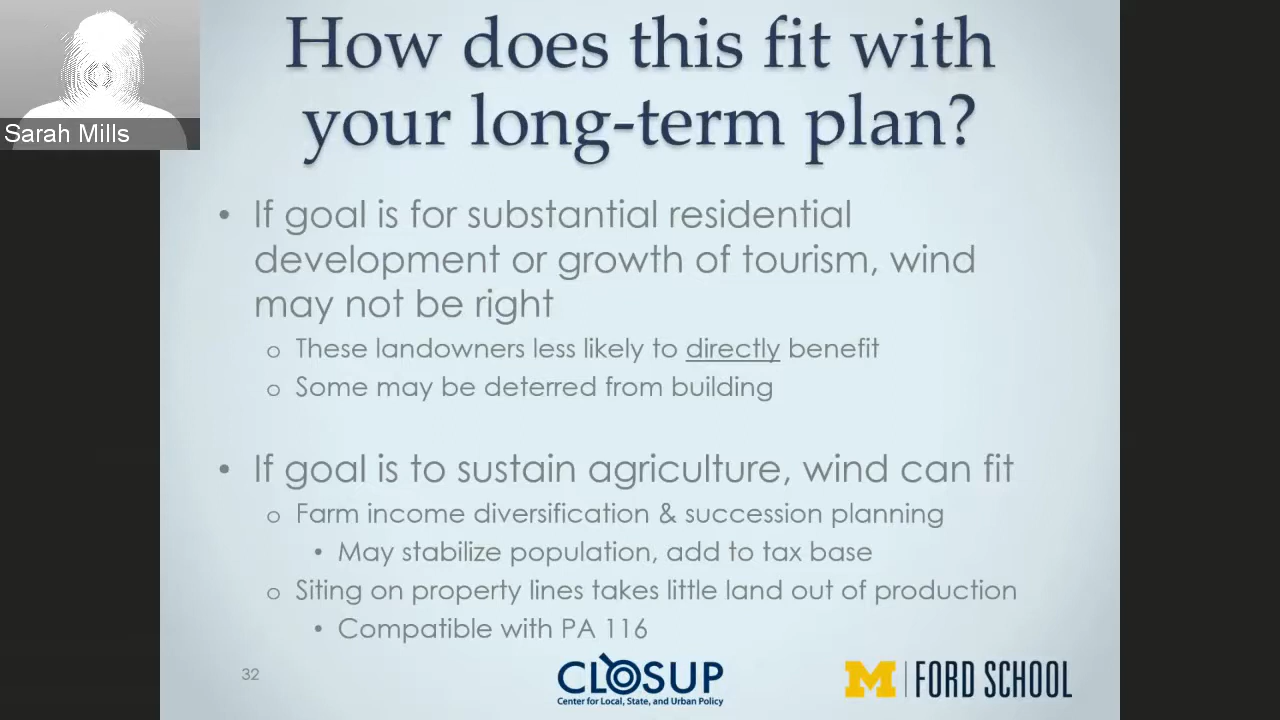 How does this fit with
your long-term plan?
Sarah Mills
• If goal is for substantial residential
development or growth of tourism, wind
may not be right
o These landowners less likely to directly benefit
o Some may be deterred from building
• If goal is to sustain agriculture, wind can fit
o Farm income diversification & succession planning
• May stabilize population, add to tax base
o Siting on property lines takes little land out of production
• Compatible with PA 116
32
CLOSUP
Center for Local, State, and Urban Policy
M FORD SCHOOL